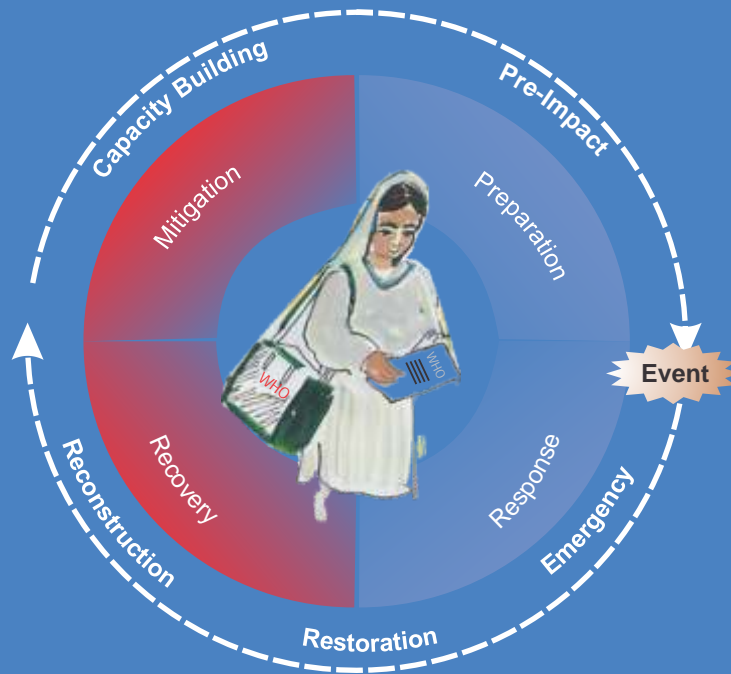 Capacity Building
Pre-Impact
Mitigation
Preparation
Event
WHO
WHO
Recovery
Response
Reconstruction
Emergency
Restoration